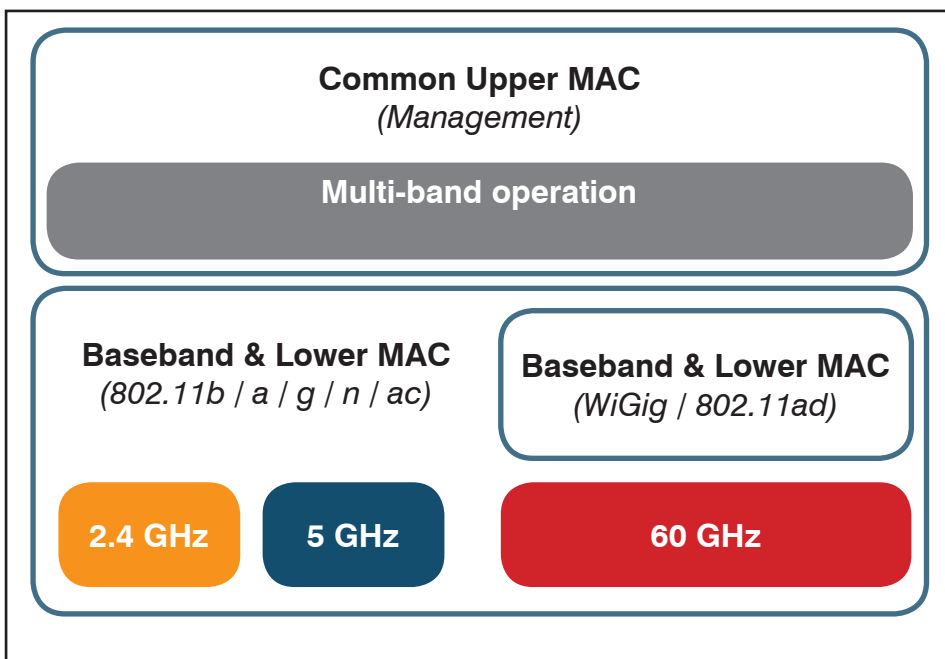 Common Upper MAC
(Management)
Multi-band operation
Baseband & Lower MAC
(802.11b / a / g / n / ac)
Baseband & Lower MAC
(WiGig / 802.11ad)
2.4 GHz
5 GHz
60 GHz